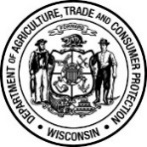 DEPARTMENT OF AGRICULTURE, TRADE AND CONSUMER PROTECTION
• WISCONSIN •